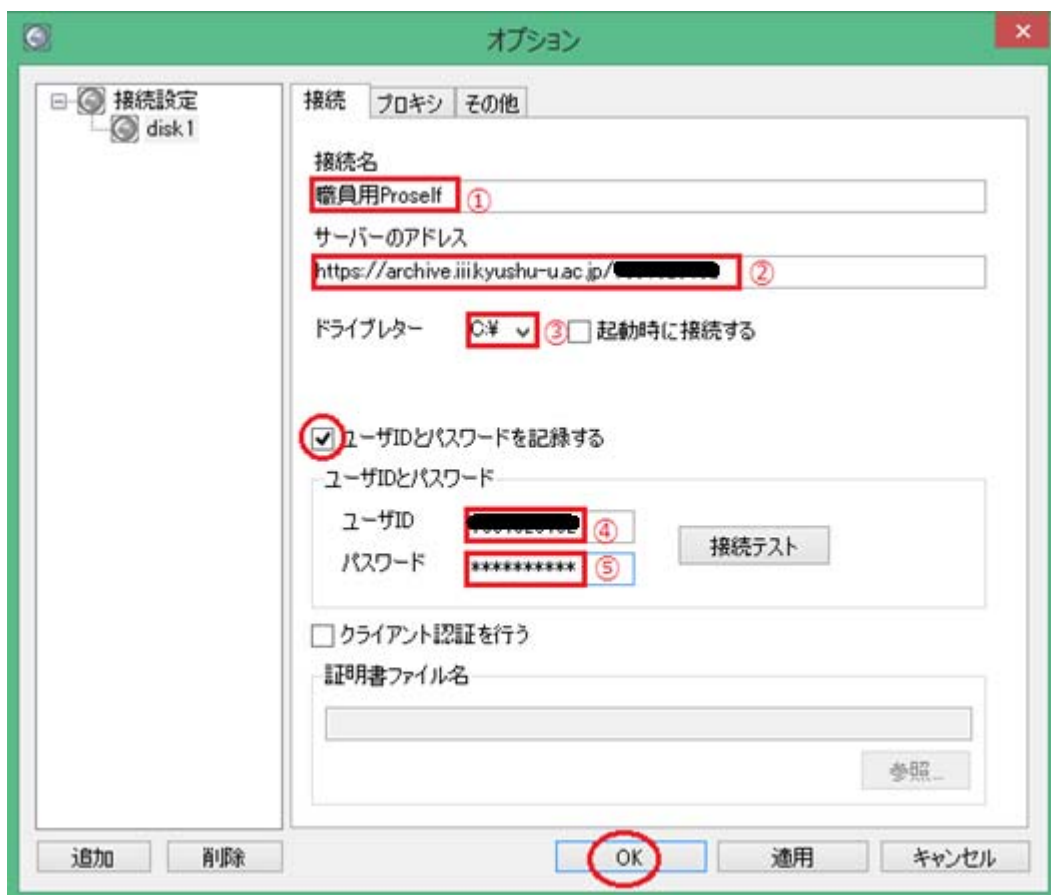 オプション
接続設定
disk1
接続 プロキシ その他
接続名
職員用Proself ①
サーバーのアドレス
https://archive.iii.kyushu-u.ac.jp/ ②
ドライブレター C:¥ ③ 起動時に接続する
ユーザIDとパスワードを記録する
ユーザIDとパスワード
ユーザID ④
パスワード ********** ⑤
接続テスト
クライアント認証を行う
証明書ファイル名
参照...
追加 削除 OK 適用 キャンセル